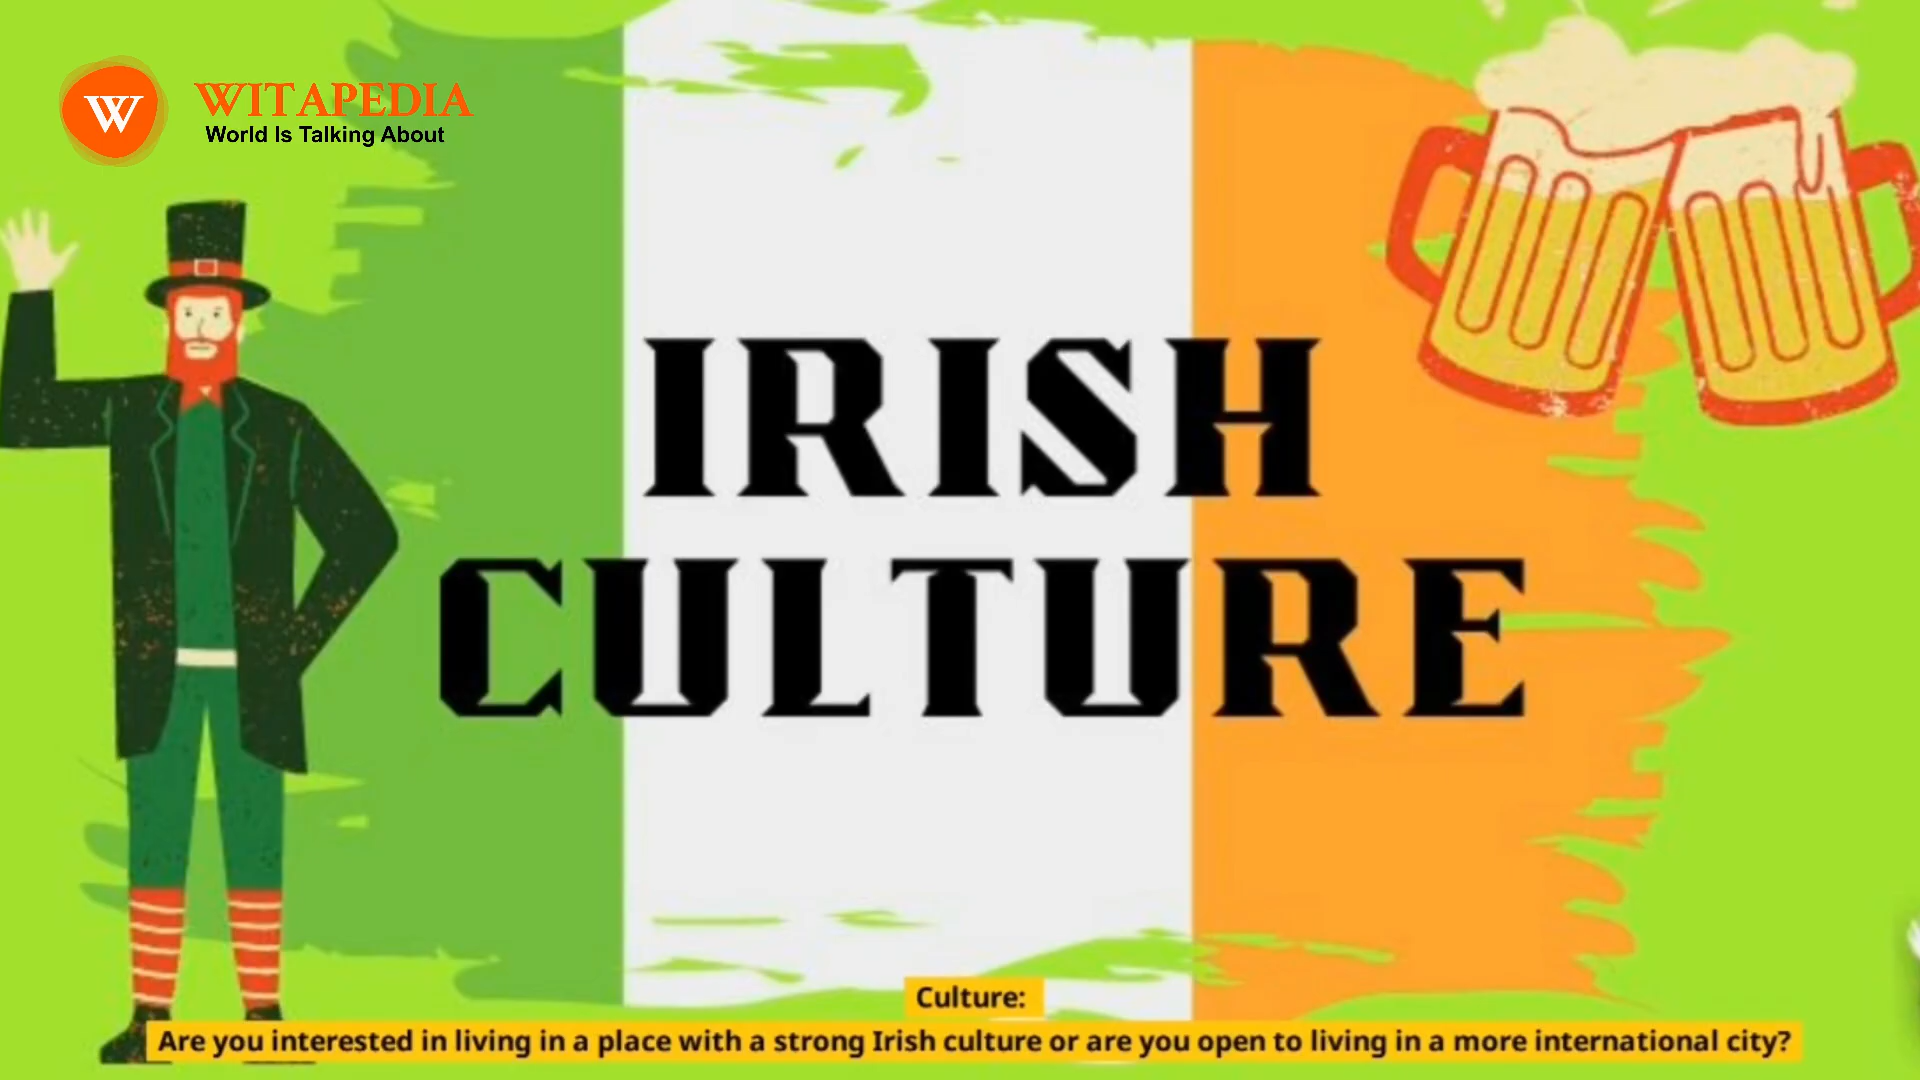 W
WITAPEDIA
World Is Talking About
IRISH
CULTURE
Culture:
Are you interested in living in a place with a strong Irish culture or are you open to living in a more international city?